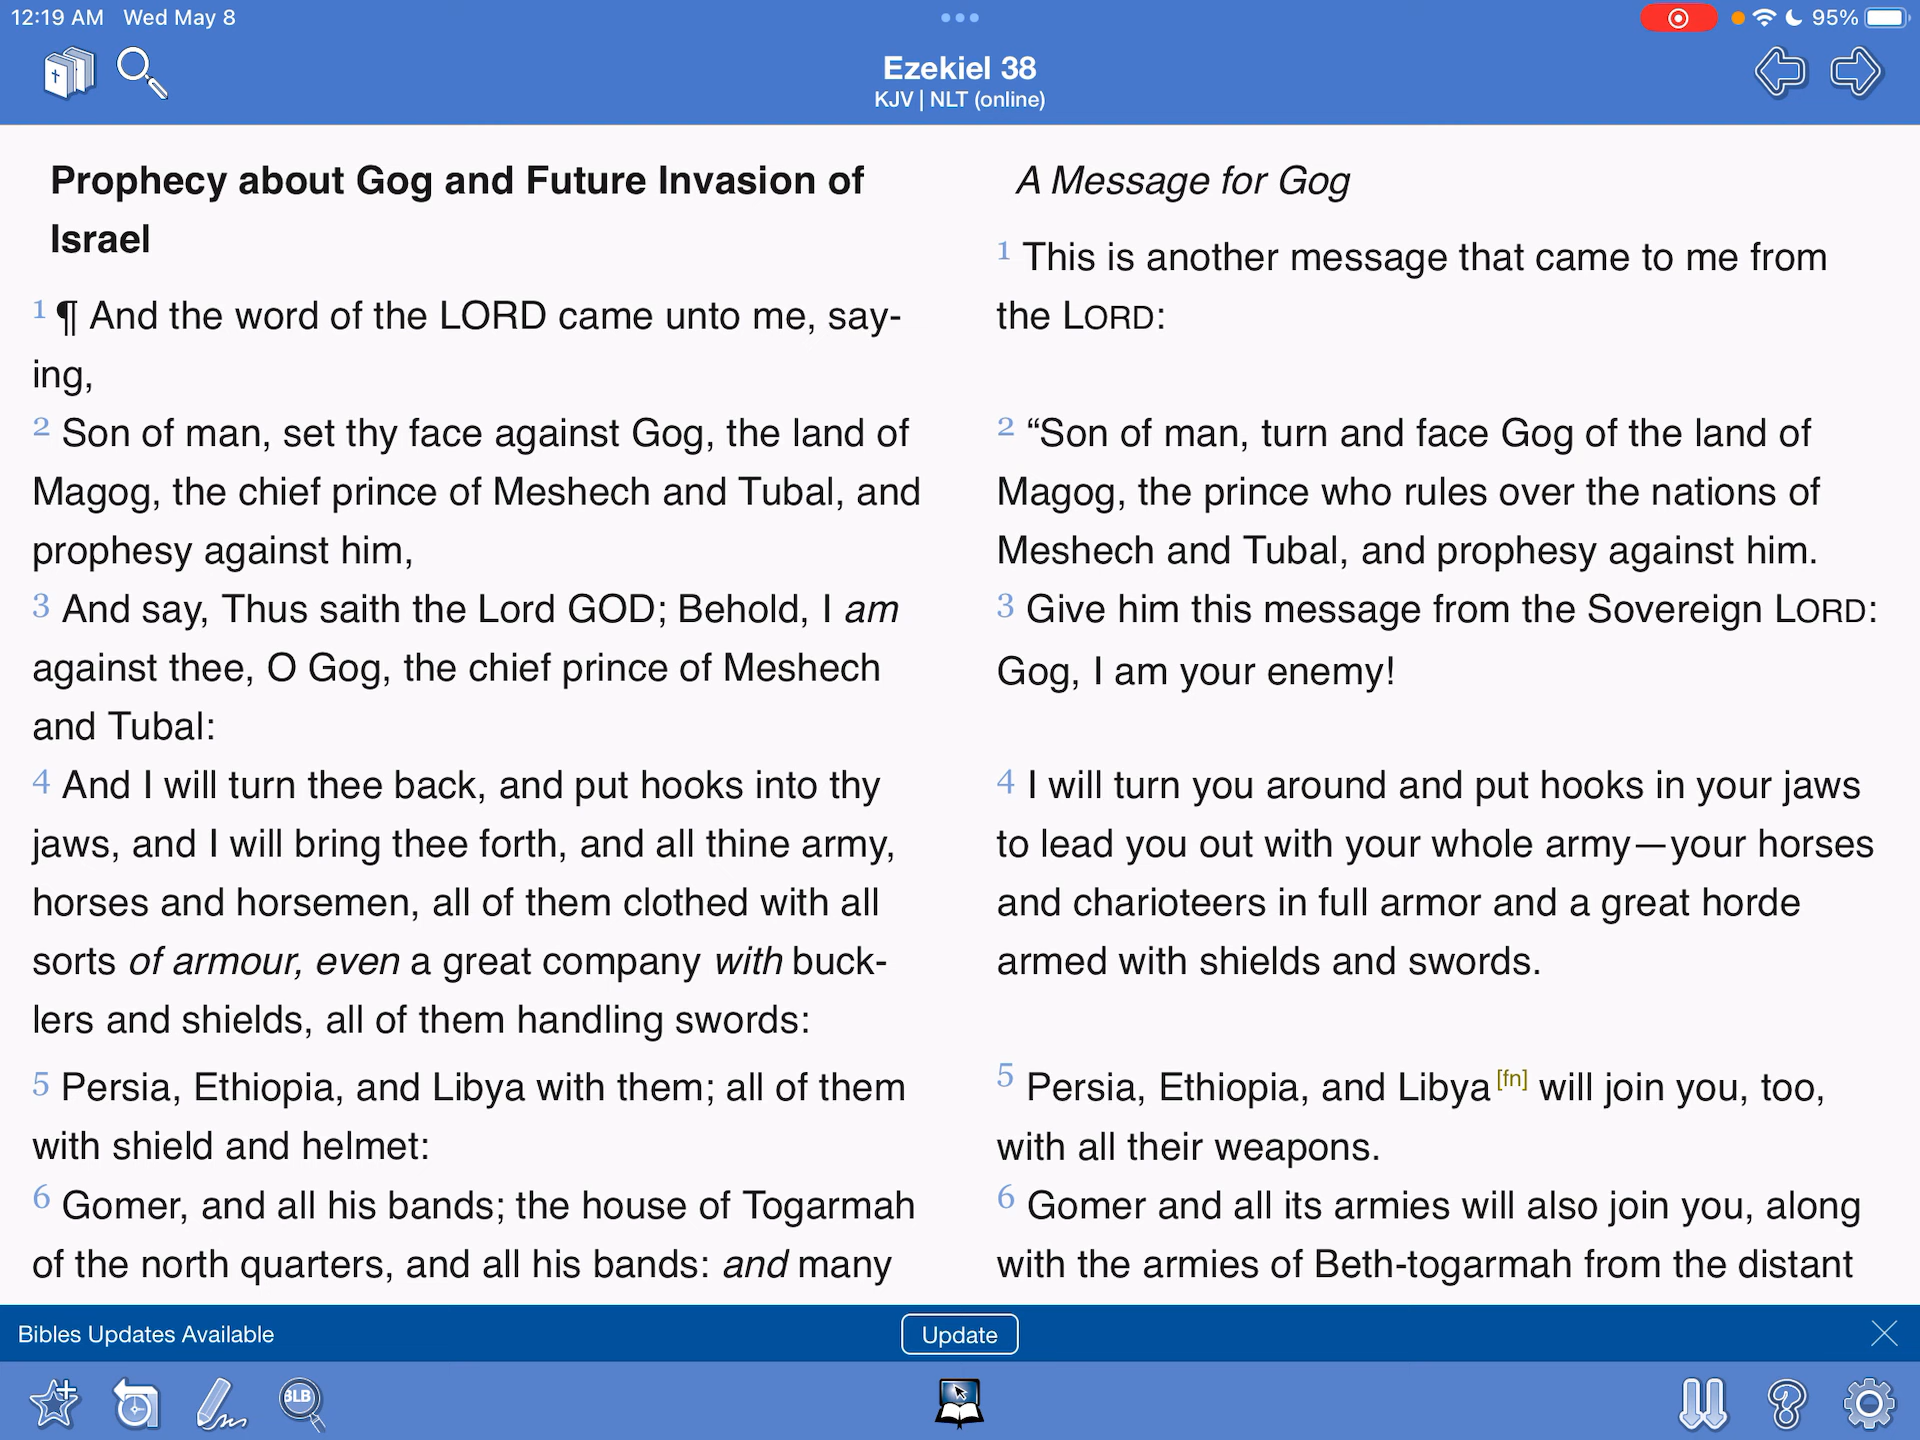 12:19 AM Wed May 8
95%
Ezekiel 38
KJV | NLT (online)
Prophecy about Gog and Future Invasion of
Israel
1 ¶ And the word of the LORD came unto me, say-
ing,
2 Son of man, set thy face against Gog, the land of
Magog, the chief prince of Meshech and Tubal, and
prophesy against him,
3 And say, Thus saith the Lord GOD; Behold, I am
against thee, O Gog, the chief prince of Meshech
and Tubal:
4 And I will turn thee back, and put hooks into thy
jaws, and I will bring thee forth, and all thine army,
horses and horsemen, all of them clothed with all
sorts of armour, even a great company with buck-
lers and shields, all of them handling swords:
5 Persia, Ethiopia, and Libya with them; all of them
with shield and helmet:
6 Gomer, and all his bands; the house of Togarmah
of the north quarters, and all his bands: and many
A Message for Gog
1 This is another message that came to me from
the LORD:
2 “Son of man, turn and face Gog of the land of
Magog, the prince who rules over the nations of
Meshech and Tubal, and prophesy against him.
3 Give him this message from the Sovereign LORD:
Gog, I am your enemy!
4 I will turn you around and put hooks in your jaws
to lead you out with your whole army—your horses
and charioteers in full armor and a great horde
armed with shields and swords.
5 Persia, Ethiopia, and Libya [fn] will join you, too,
with all their weapons.
6 Gomer and all its armies will also join you, along
with the armies of Beth-togarmah from the distant
Bibles Updates Available
Update
BLB